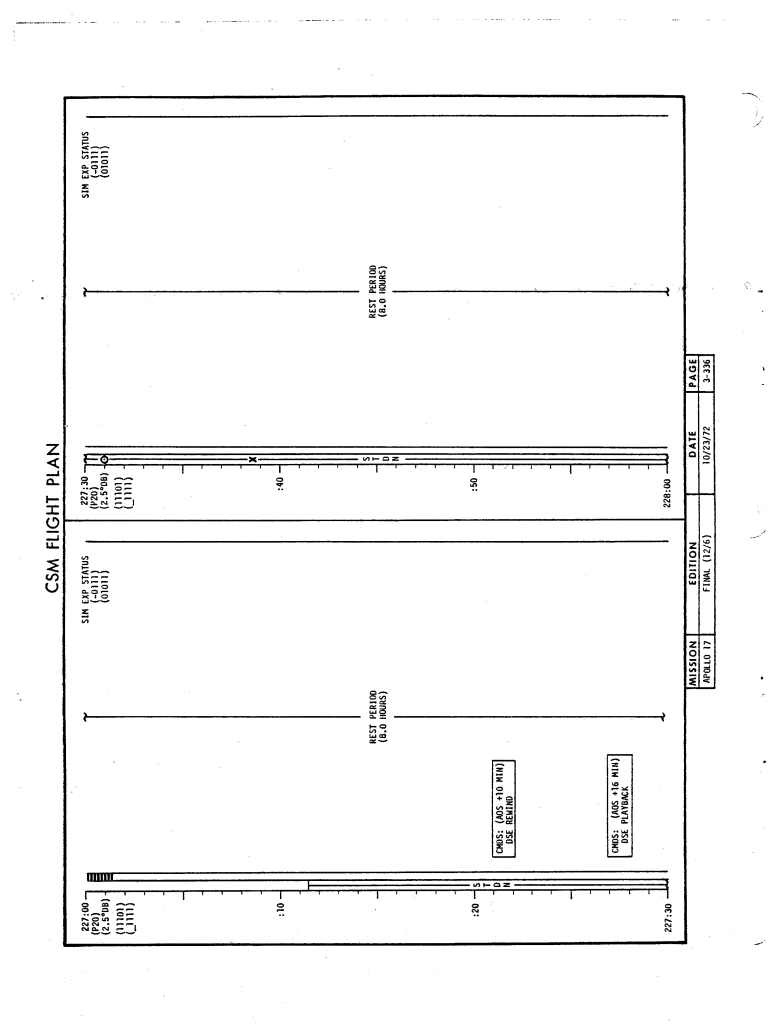 CSM FLIGHT PLAN
227:00
(P20)
(2.5°DB)
(11101)
(_1111)
:10
:20
227:30
S T D N
CMDS: (AOS +10 MIN)
DSE REWIND
CMDS: (AOS +16 MIN)
DSE PLAYBACK
REST PERIOD
(8.0 HOURS)
SIM EXP STATUS
(-0111)
(01011)
227:30
(P20)
(2.5°DB)
(11101)
(_1111)
:40
:50
228:00
X
S T D N
REST PERIOD
(8.0 HOURS)
SIM EXP STATUS
(-0111)
(01011)
MISSION EDITION DATE PAGE
APOLLO 17 FINAL (12/6) 10/23/72 3-336